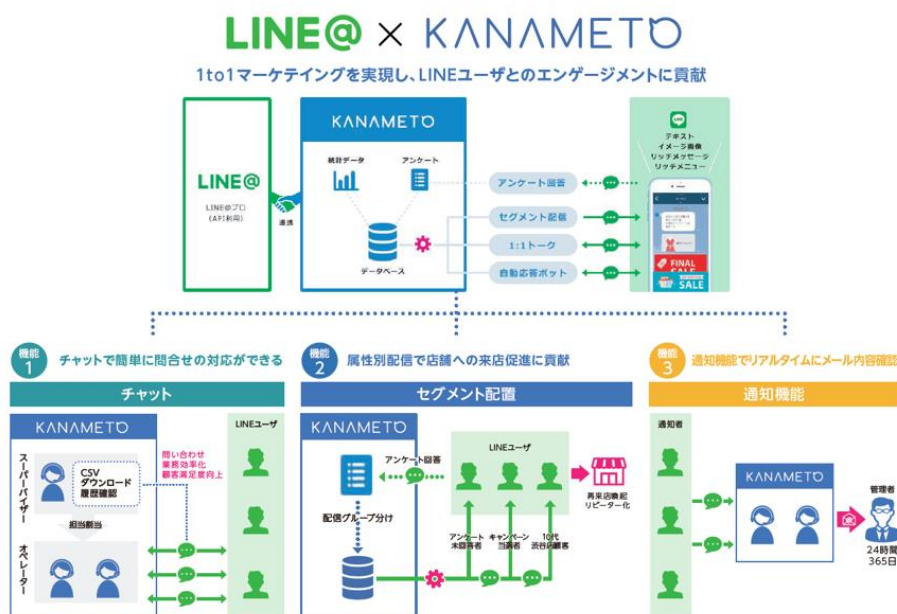 LINE@ × KANAMETO
1to1マーケテイングを実現し、LINEユーザとのエンゲージメントに貢献
LINE@
LINE@プロ
(API利用)
連携
KANAMETO
統計データ
アンケート
データベース
アンケート回答
セグメント配信
1:1トーク
自動応答ボット
テキスト
イメージ画像
リッチメッセージ
リッチメニュー
FINAL
SALE
SALE
機能
1
チャットで簡単に問合せの対応ができる
チャット
KANAMETO
LINEユーザ
スーパーバイザー
CSV
ダウンロード
履歴確認
問い合わせ
業務効率化
顧客満足度向上
担当割当
オペレーター
機能
2
属性別配信で店舗への来店促進に貢献
セグメント配置
KANAMETO
アンケート回答
LINEユーザ
配信グループ分け
アンケート
未回答者
キャンペーン
当選者
10代
渋谷店顧客
再来店喚起
リピーター化
機能
3
通知機能でリアルタイムにメール内容確認
通知機能
通知者
KANAMETO
管理者
24時間
365日